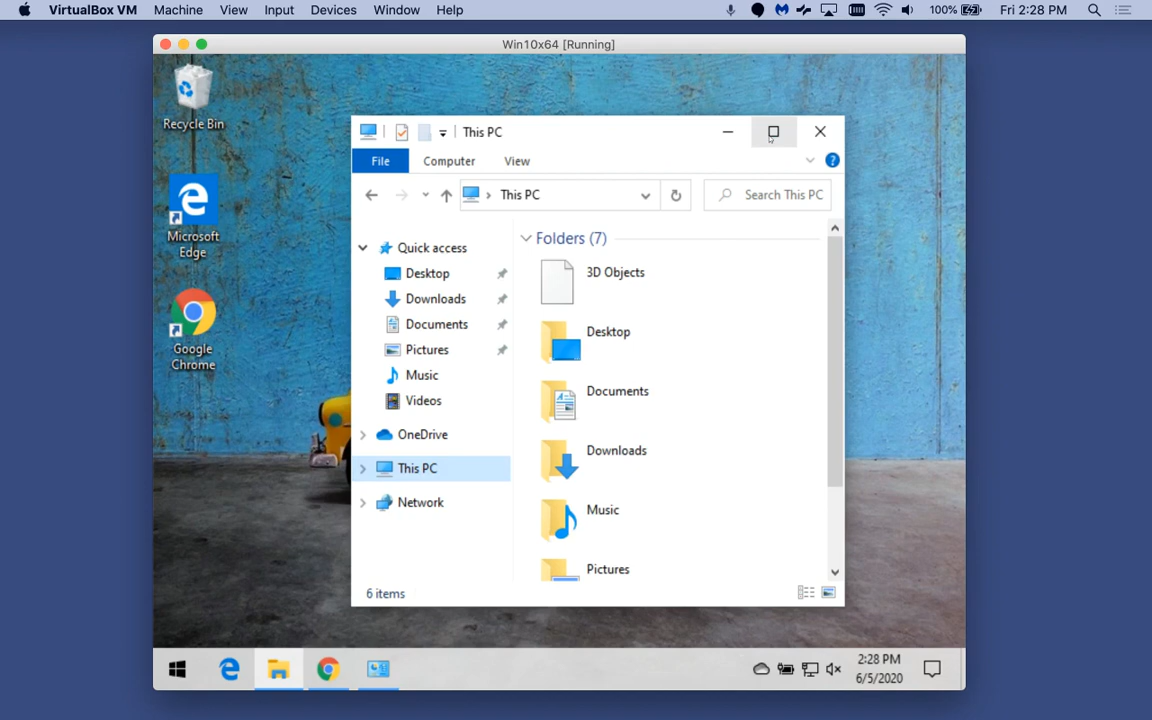 VirtualBox VM Machine View Input Devices Window Help 100% Fri 2:28 PM
Win10x64 [Running]
Recycle Bin
Microsoft
Edge
Google
Chrome
This PC
File Computer View
This PC Search This PC
Quick access
Desktop
Downloads
Documents
Pictures
Music
Videos
OneDrive
This PC
Network
Folders (7)
3D Objects
Desktop
Documents
Downloads
Music
Pictures
6 items
2:28 PM
6/5/2020